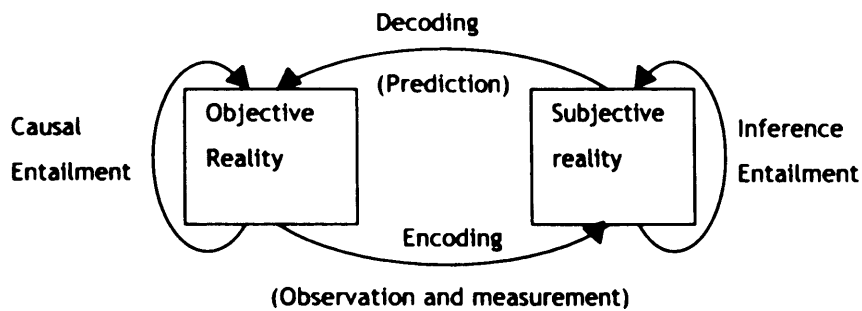 Decoding
(Prediction)
Causal
Entailment
Objective
Reality
Subjective
reality
Inference
Entailment
Encoding
(Observation and measurement)